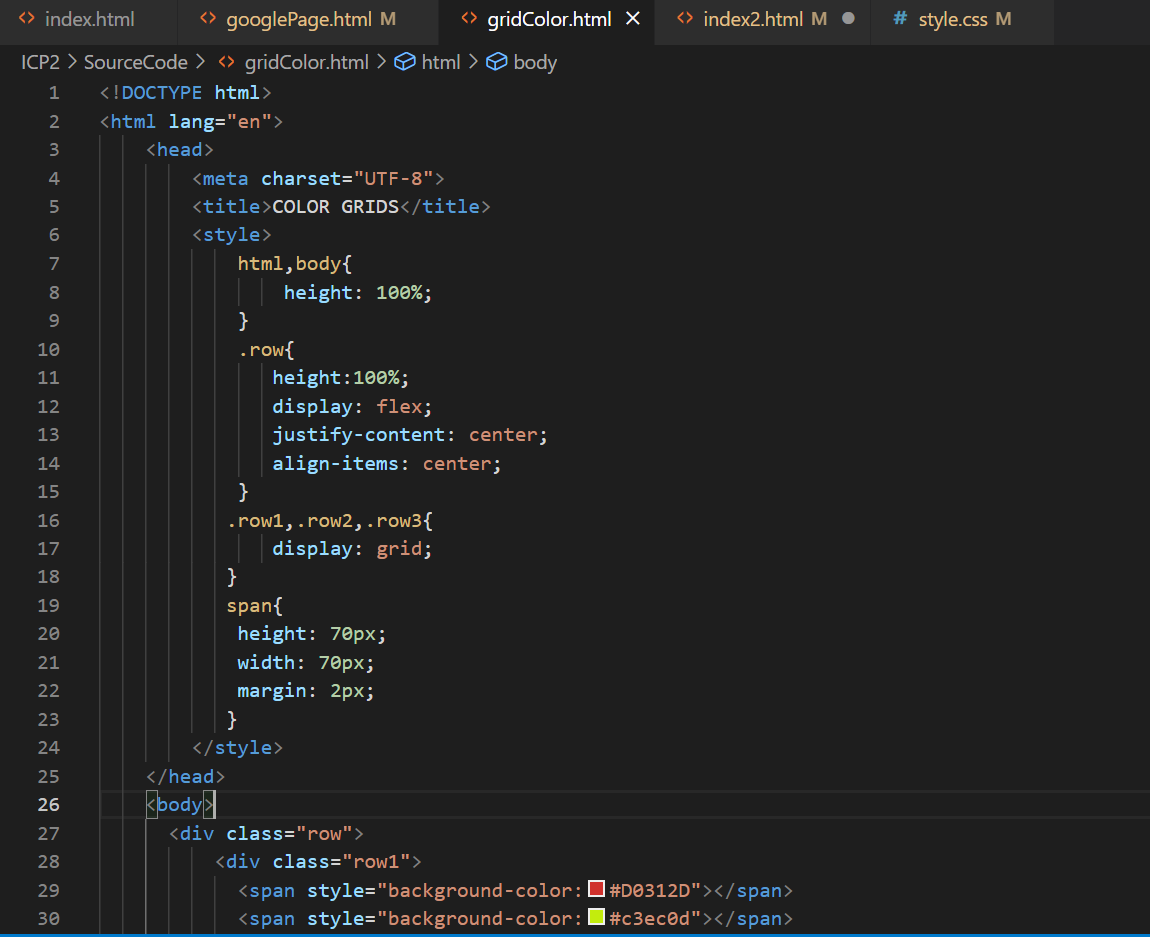 index.html googlePage.html M gridColor.html × index2.html M ● # style.css M
ICP2 > SourceCode > <> gridColor.html > html > body
1 <!DOCTYPE html>
2 <html lang="en">
3 <head>
4 <meta charset="UTF-8">
5 <title>COLOR GRIDS</title>
6 <style>
7 html,body{
8 height: 100%;
9 }
10 .row{
11 height:100%;
12 display: flex;
13 justify-content: center;
14 align-items: center;
15 }
16 .row1,.row2,.row3{
17 display: grid;
18 }
19 span{
20 height: 70px;
21 width: 70px;
22 margin: 2px;
23 }
24 </style>
25 </head>
26 <body>
27 <div class="row">
28 <div class="row1">
29 <span style="background-color:#D0312D"></span>
30 <span style="background-color:#c3ec0d"></span>